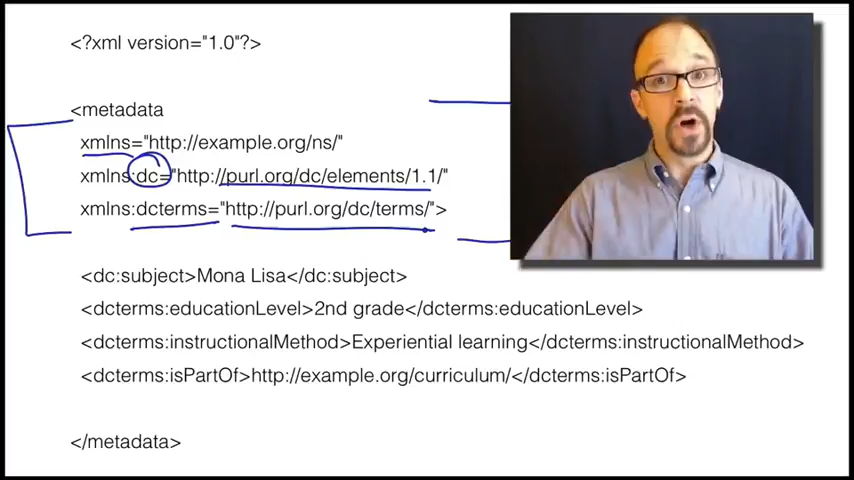 <?xml version="1.0"?>
<metadata
xmlns="http://example.org/ns/"
xmlns:dc="http://purl.org/dc/elements/1.1/"
xmlns:dcterms="http://purl.org/dc/terms/">
<dc:subject>Mona Lisa</dc:subject>
<dcterms:educationLevel>2nd grade</dcterms:educationLevel>
<dcterms:instructionalMethod>Experiential learning</dcterms:instructionalMethod>
<dcterms:isPartOf>http://example.org/curriculum/</dcterms:isPartOf>
</metadata>